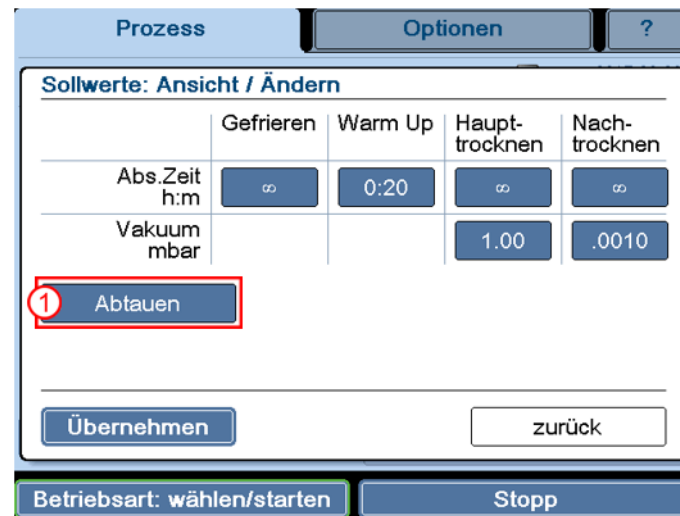 Prozess Optionen ?
Sollwerte: Ansicht / Ändern
Gefrieren Warm Up Haupt- Nach-
trocknen trocknen
Abs.Zeit ∞ 0:20 ∞ ∞
h:m
Vakuum 1.00 .0010
mbar
1 Abtauen
Übernehmen zurück
Betriebsart: wählen/starten Stopp